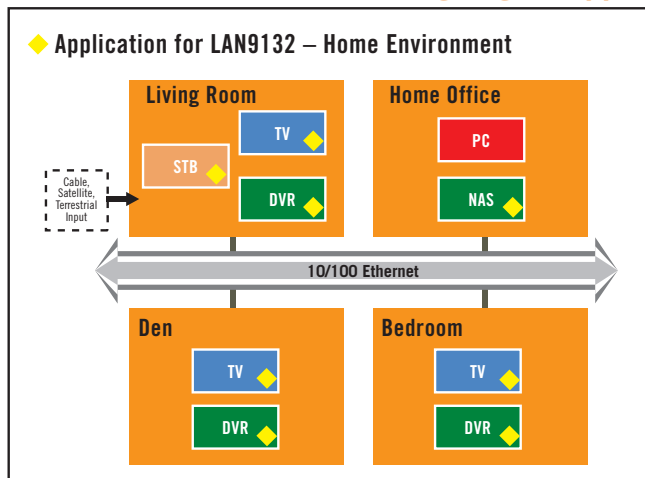 Application for LAN9132 – Home Environment
Living Room
TV
STB
DVR
Cable,
Satellite,
Terrestrial
Input
Home Office
PC
NAS
10/100 Ethernet
Den
TV
DVR
Bedroom
TV
DVR